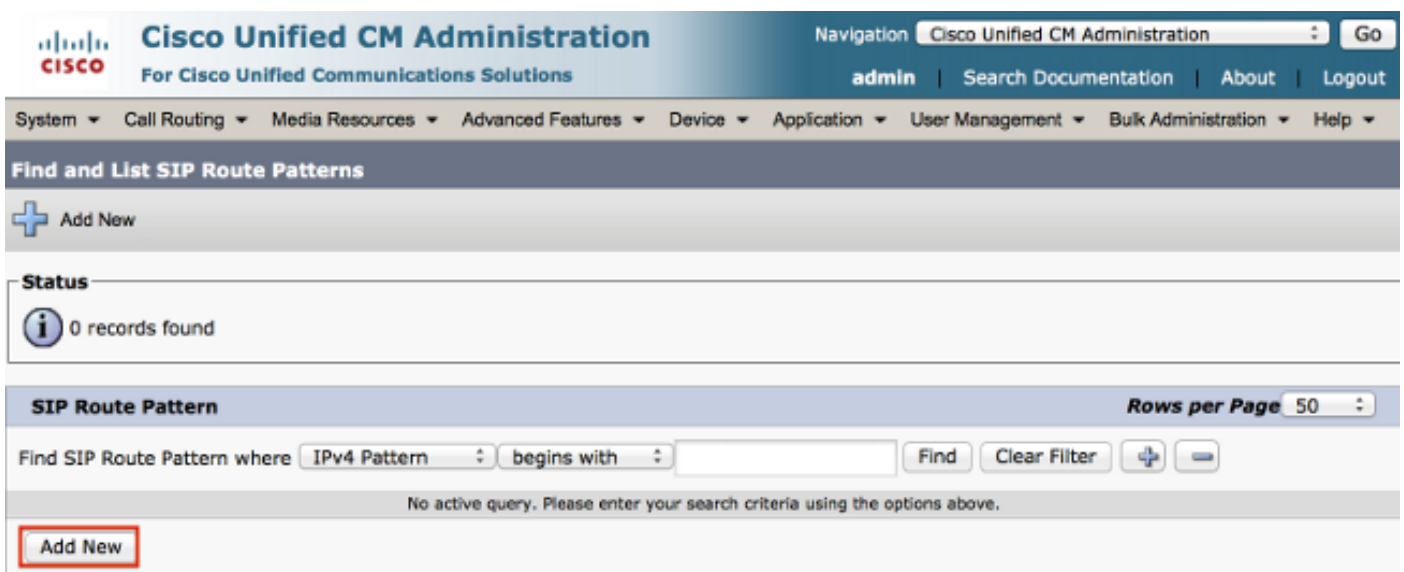 Cisco Unified CM Administration
Navigation Cisco Unified CM Administration Go
CISCO
For Cisco Unified Communications Solutions
admin | Search Documentation | About | Logout
System Call Routing Media Resources Advanced Features Device Application User Management Bulk Administration Help
Find and List SIP Route Patterns
Add New
Status
0 records found
SIP Route Pattern Rows per Page 50
Find SIP Route Pattern where IPv4 Pattern begins with Find Clear Filter
No active query. Please enter your search criteria using the options above.
Add New